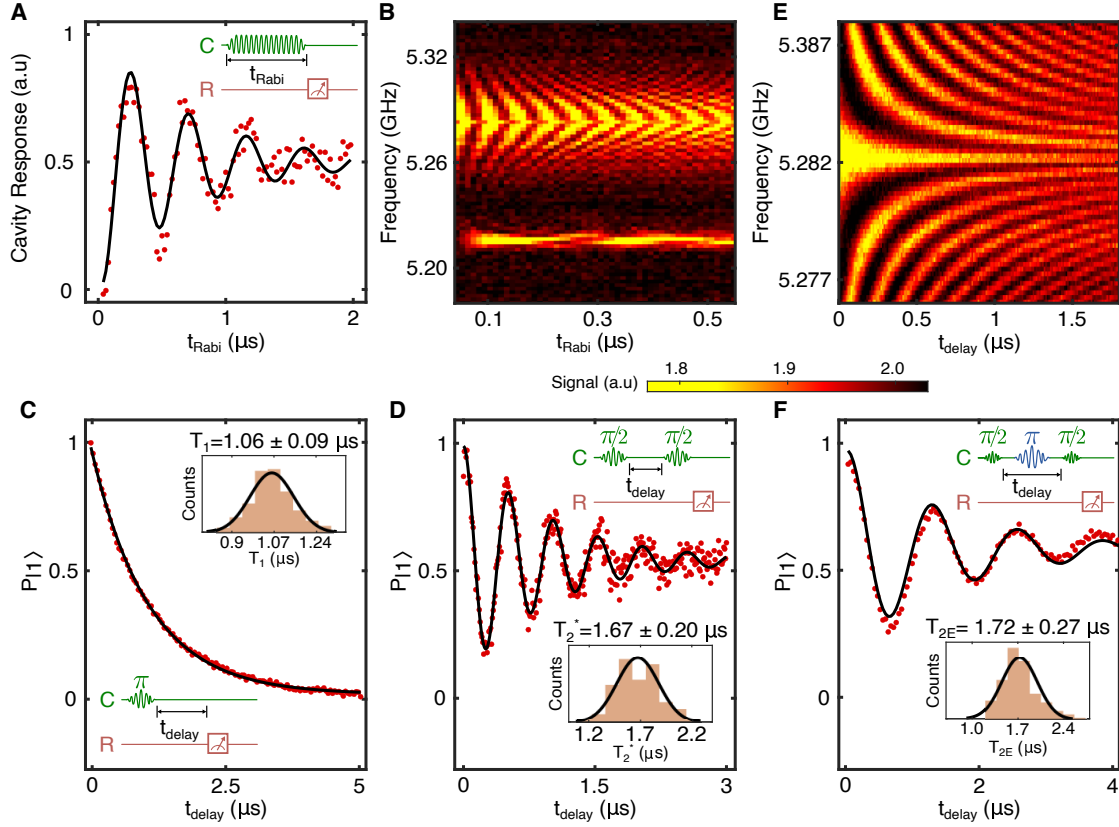 A
B
E
1
0.5
0
Cavity Response (a.u)
C
t_Rabi
R
0
1
2
t_Rabi (μs)
5.32
5.26
5.20
Frequency (GHz)
0.1
0.3
0.5
t_Rabi (μs)
5.387
5.282
5.277
Frequency (GHz)
0
0.5
1
1.5
t_delay (μs)
Signal (a.u)
1.8
1.9
2.0
C
D
F
1
0.5
0
P|1⟩
T_1=1.06 ± 0.09 μs
Counts
0.9
1.07
1.24
T_1 (μs)
π
C
t_delay
R
0
2.5
5
t_delay (μs)
1
0.5
0
P|1⟩
π/2
π/2
C
t_delay
R
T_2^*=1.67 ± 0.20 μs
Counts
1.2
1.7
2.2
T_2^* (μs)
0
1.5
3
t_delay (μs)
1
0.5
0
P|1⟩
π/2
π
π/2
C
t_delay
R
T_2E= 1.72 ± 0.27 μs
Counts
1.0
1.7
2.4
T_2E (μs)
0
2
4
t_delay (μs)